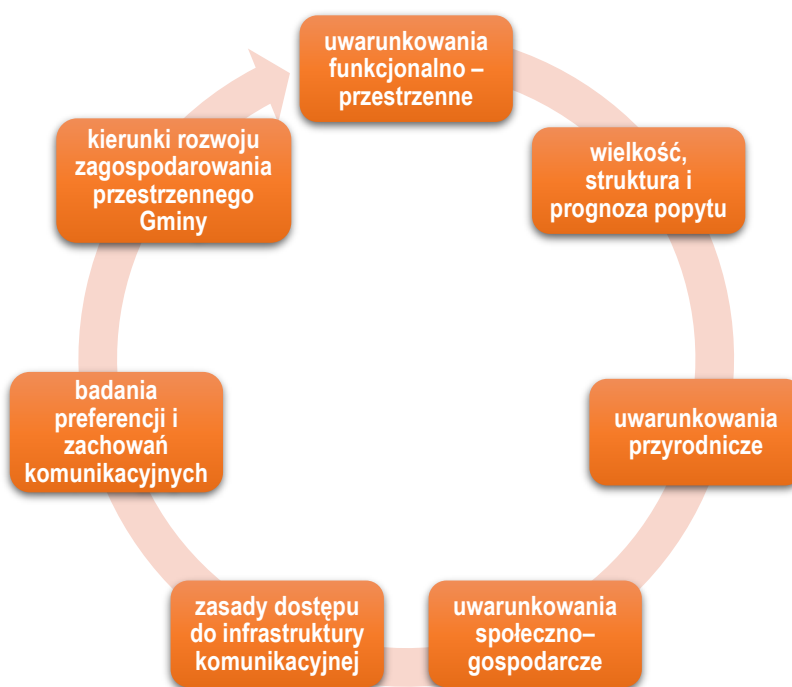 uwarunkowania
funkcjonalno –
przestrzenne
wielkość,
struktura i
prognoza popytu
uwarunkowania
przyrodnicze
uwarunkowania
społeczno–
gospodarcze
zasady dostępu
do infrastruktury
komunikacyjnej
badania
preferencji i
zachowań
komunikacyjnych
kierunki rozwoju
zagospodarowania
przestrzennego
Gminy